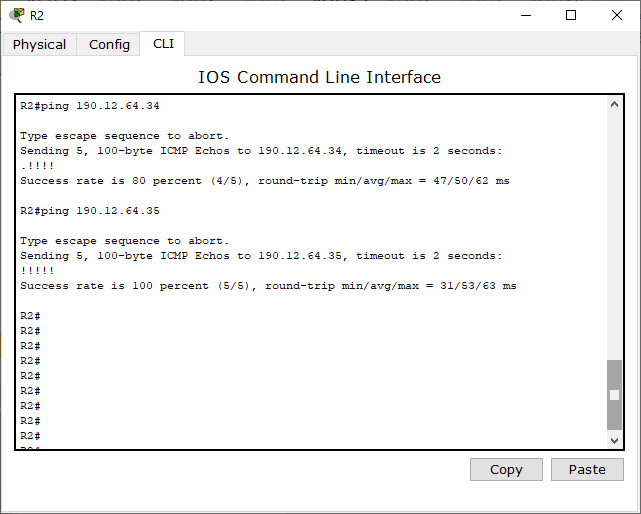 R2
Physical Config CLI
IOS Command Line Interface
R2#ping 190.12.64.34
Type escape sequence to abort.
Sending 5, 100-byte ICMP Echos to 190.12.64.34, timeout is 2 seconds:
.!!!!
Success rate is 80 percent (4/5), round-trip min/avg/max = 47/50/62 ms
R2#ping 190.12.64.35
Type escape sequence to abort.
Sending 5, 100-byte ICMP Echos to 190.12.64.35, timeout is 2 seconds:
!!!!!
Success rate is 100 percent (5/5), round-trip min/avg/max = 31/53/63 ms
R2#
R2#
R2#
R2#
R2#
R2#
R2#
R2#
R2#
Copy Paste